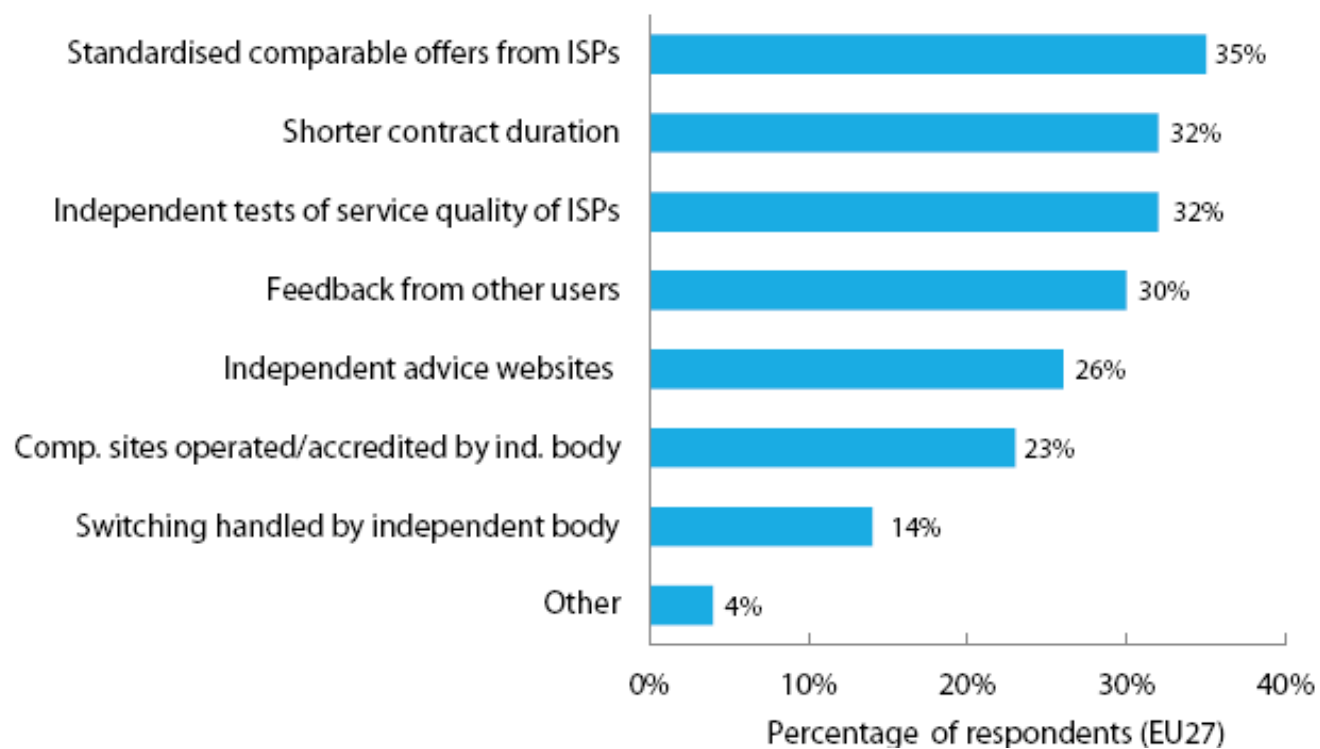 Standardised comparable offers from ISPs 35%
Shorter contract duration 32%
Independent tests of service quality of ISPs 32%
Feedback from other users 30%
Independent advice websites 26%
Comp. sites operated/accredited by ind. body 23%
Switching handled by independent body 14%
Other 4%
0% 10% 20% 30% 40%
Percentage of respondents (EU27)